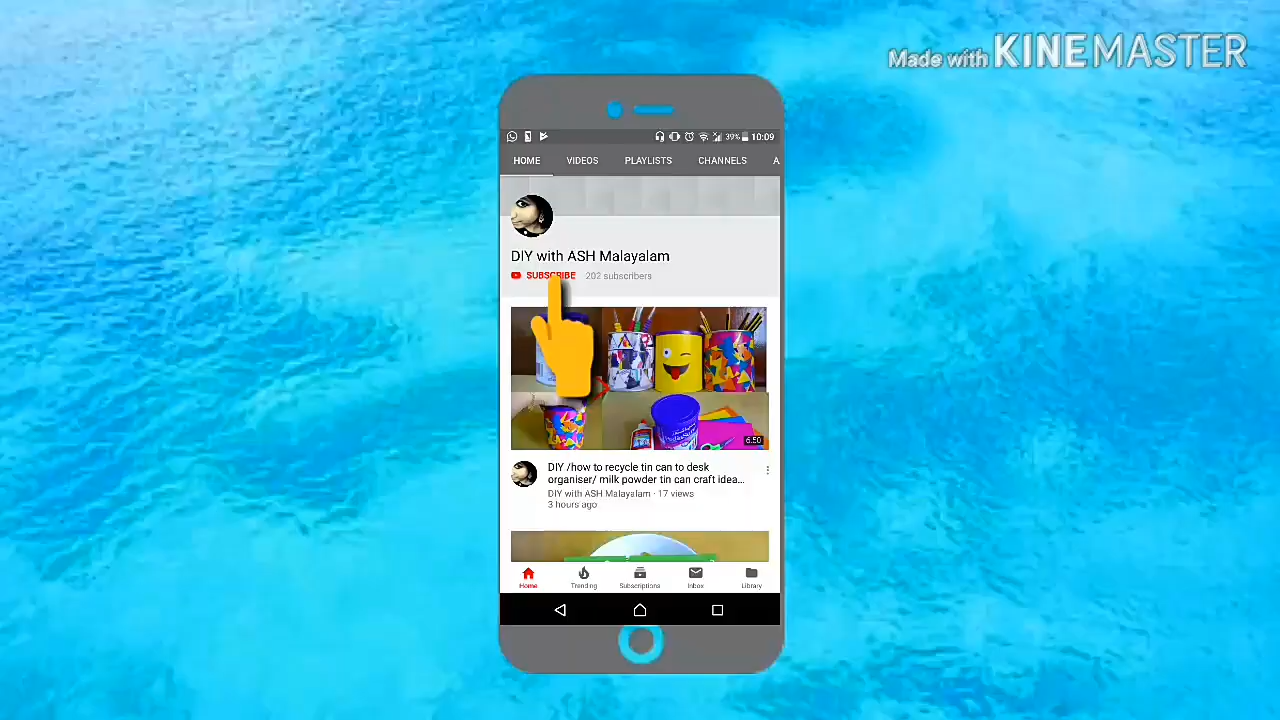 Made with KINEMASTER
39% 10:09
HOME VIDEOS PLAYLISTS CHANNELS A
DIY with ASH Malayalam
SUBSCRIBE 202 subscribers
6:50
DIY /how to recycle tin can to desk
organiser/ milk powder tin can craft idea...
DIY with ASH Malayalam · 17 views
3 hours ago
Home Trending Subscriptions Inbox Library